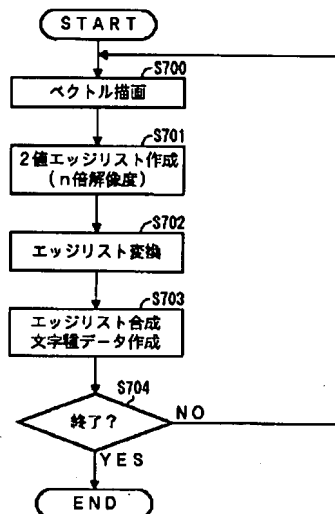 START
S700
ベクトル描画
S701
2値エッジリスト作成
(n倍解像度)
S702
エッジリスト変換
S703
エッジリスト合成
文字種データ作成
S704
終了?
NO
YES
END